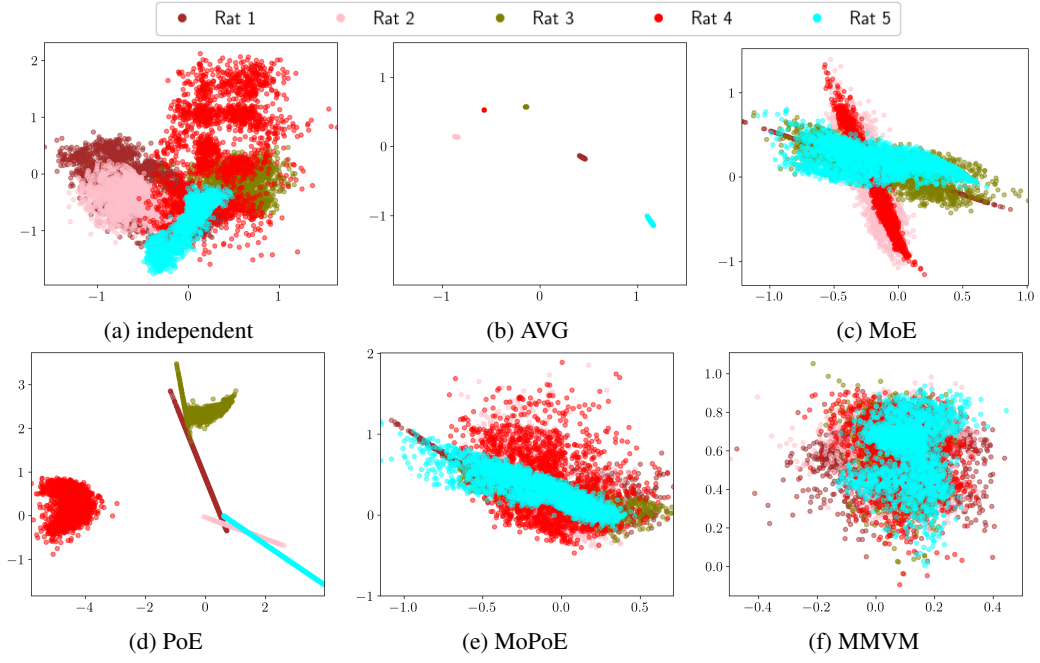 Rat 1 Rat 2 Rat 3 Rat 4 Rat 5
2
1
0
−1
−1 0 1
(a) independent
1
0
−1
−1 0 1
(b) AVG
1
0
−1
−1.0 −0.5 0.0 0.5 1.0
(c) MoE
3
2
1
0
−1
−4 −2 0 2
(d) PoE
2
1
0
−1
−1.0 −0.5 0.0 0.5
(e) MoPoE
1.0
0.8
0.6
0.4
0.2
0.0
−0.4 −0.2 0.0 0.2 0.4
(f) MMVM